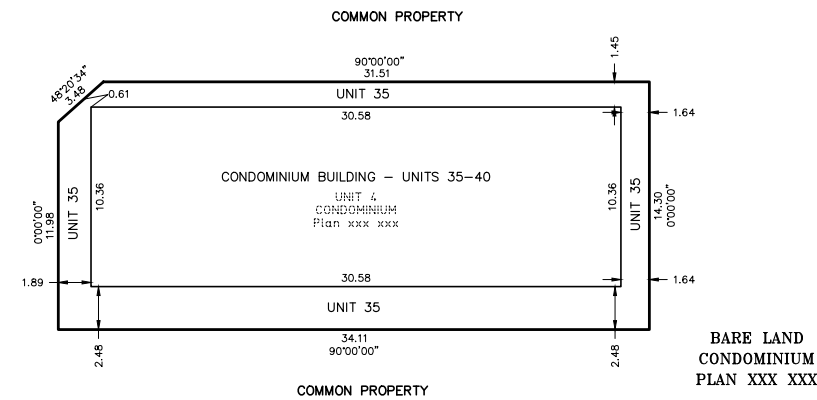 COMMON PROPERTY
90°00'00"
31.51
1.45
48°20'34"
3.48
0.61
UNIT 35
30.58
1.64
CONDOMINIUM BUILDING – UNITS 35–40
UNIT 4
CONDOMINIUM
Plan xxx xxx
0°00'00"
11.98
UNIT 35
10.36
10.36
UNIT 35
14.30
0°00'00"
1.89
30.58
1.64
UNIT 35
34.11
90°00'00"
2.48
2.48
COMMON PROPERTY
BARE LAND
CONDOMINIUM
PLAN XXX XXX